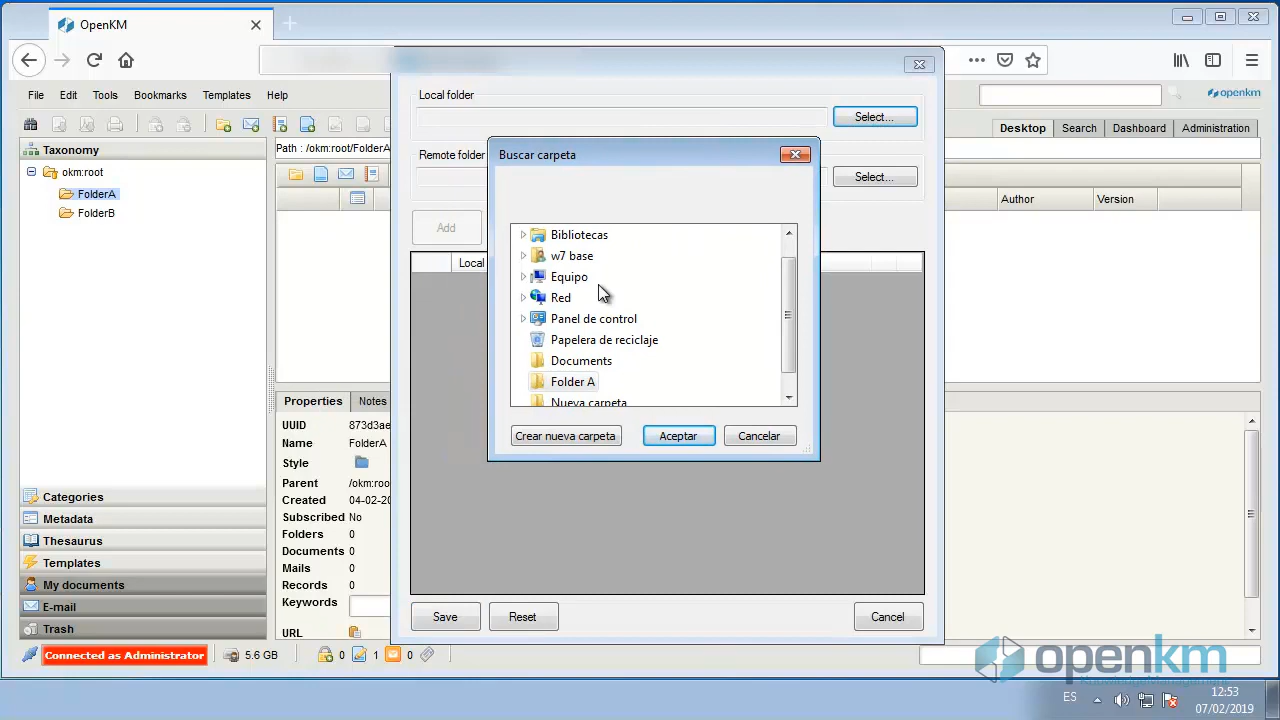 OpenKM
File Edit Tools Bookmarks Templates Help
openkm
Desktop Search Dashboard Administration
Taxonomy
Path : /okm:root/FolderA
okm:root
FolderA
FolderB
Author Version
Local folder
Select...
Remote folder
Select...
Add
Local
Buscar carpeta
Bibliotecas
w7 base
Equipo
Red
Panel de control
Papelera de reciclaje
Documents
Folder A
Nueva carpeta
Crear nueva carpeta Aceptar Cancelar
Properties Notes
UUID 873d3ae
Name FolderA
Style
Parent /okm:roo
Created 04-02-20
Subscribed No
Folders 0
Documents 0
Mails 0
Records 0
Keywords
URL
Categories
Metadata
Thesaurus
Templates
My documents
E-mail
Trash
Save Reset Cancel
Connected as Administrator 5.6 GB 0 1 0
openkm
KnowledgeManagement
ES 12:53
07/02/2019